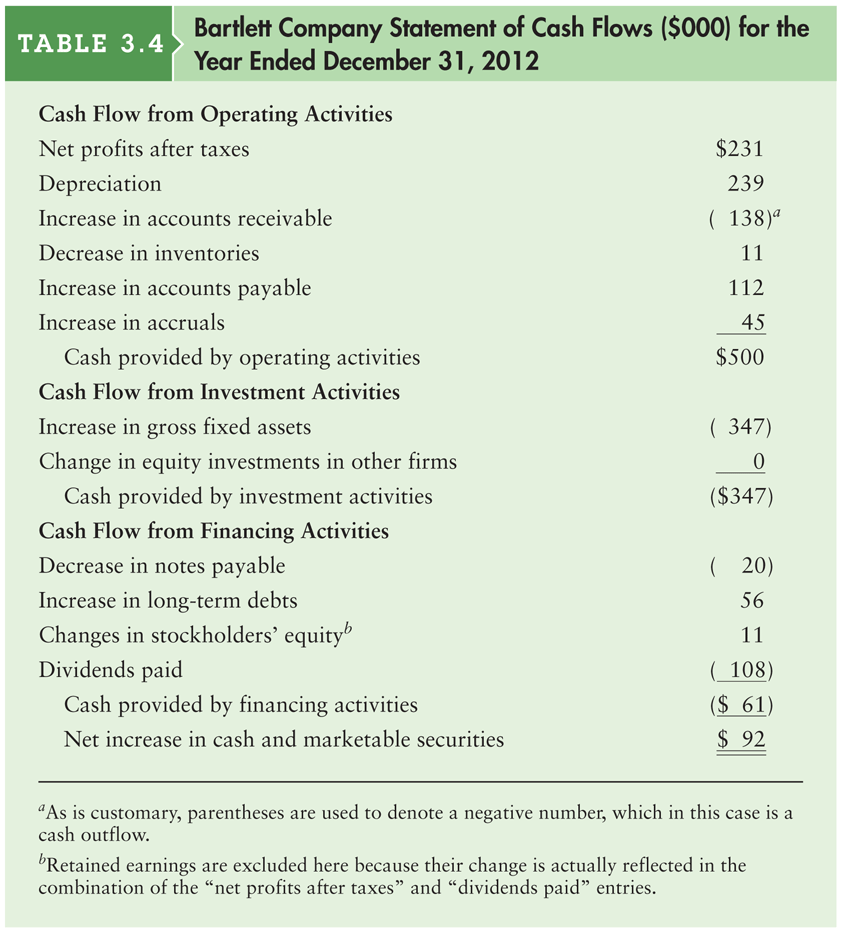 TABLE 3.4
Bartlett Company Statement of Cash Flows ($000) for the
Year Ended December 31, 2012
Cash Flow from Operating Activities
Net profits after taxes $231
Depreciation 239
Increase in accounts receivable ( 138)a
Decrease in inventories 11
Increase in accounts payable 112
Increase in accruals 45
Cash provided by operating activities $500
Cash Flow from Investment Activities
Increase in gross fixed assets ( 347)
Change in equity investments in other firms 0
Cash provided by investment activities ($347)
Cash Flow from Financing Activities
Decrease in notes payable ( 20)
Increase in long-term debts 56
Changes in stockholders’ equityb 11
Dividends paid ( 108)
Cash provided by financing activities ($ 61)
Net increase in cash and marketable securities $ 92
aAs is customary, parentheses are used to denote a negative number, which in this case is a
cash outflow.
bRetained earnings are excluded here because their change is actually reflected in the
combination of the “net profits after taxes” and “dividends paid” entries.